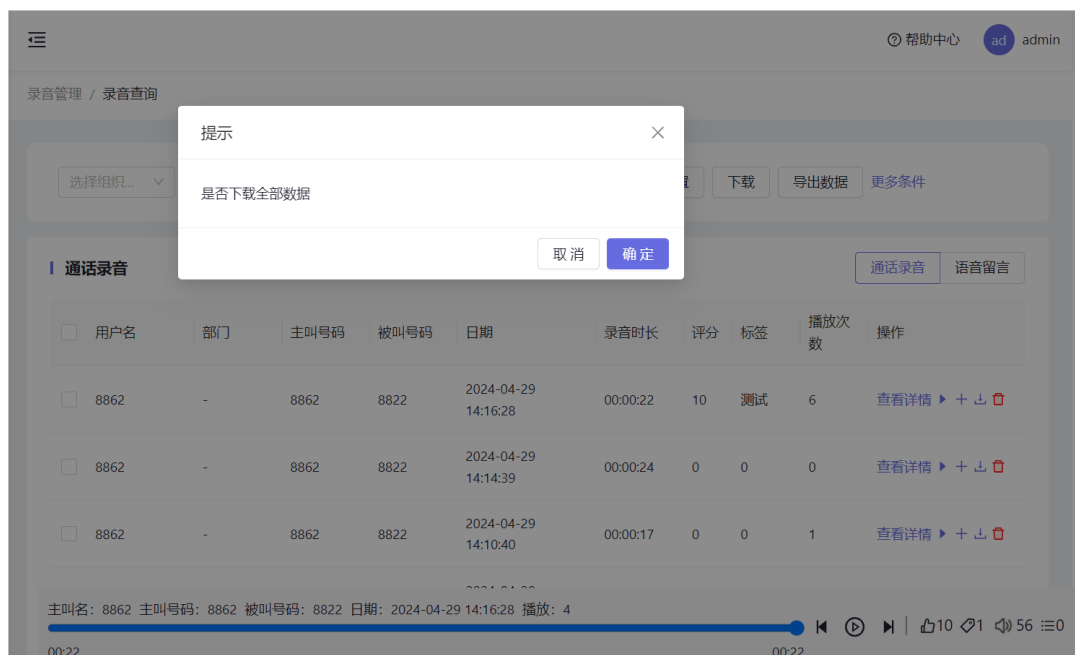 帮助中心 ad admin
录音管理 / 录音查询
提示
选择组织... 下载 导出数据 更多条件
是否下载全部数据
取消 确定
通话录音 通话录音 语音留言
用户名 部门 主叫号码 被叫号码 日期 录音时长 评分 标签 播放次数 操作
8862 - 8862 8822 2024-04-29 14:16:28 00:00:22 10 测试 6 查看详情
8862 - 8862 8822 2024-04-29 14:14:39 00:00:24 0 0 0 查看详情
8862 - 8862 8822 2024-04-29 14:10:40 00:00:17 0 0 1 查看详情
主叫名：8862 主叫号码：8862 被叫号码：8822 日期：2024-04-29 14:16:28 播放：4
10 1 56 0
00:22 00:22